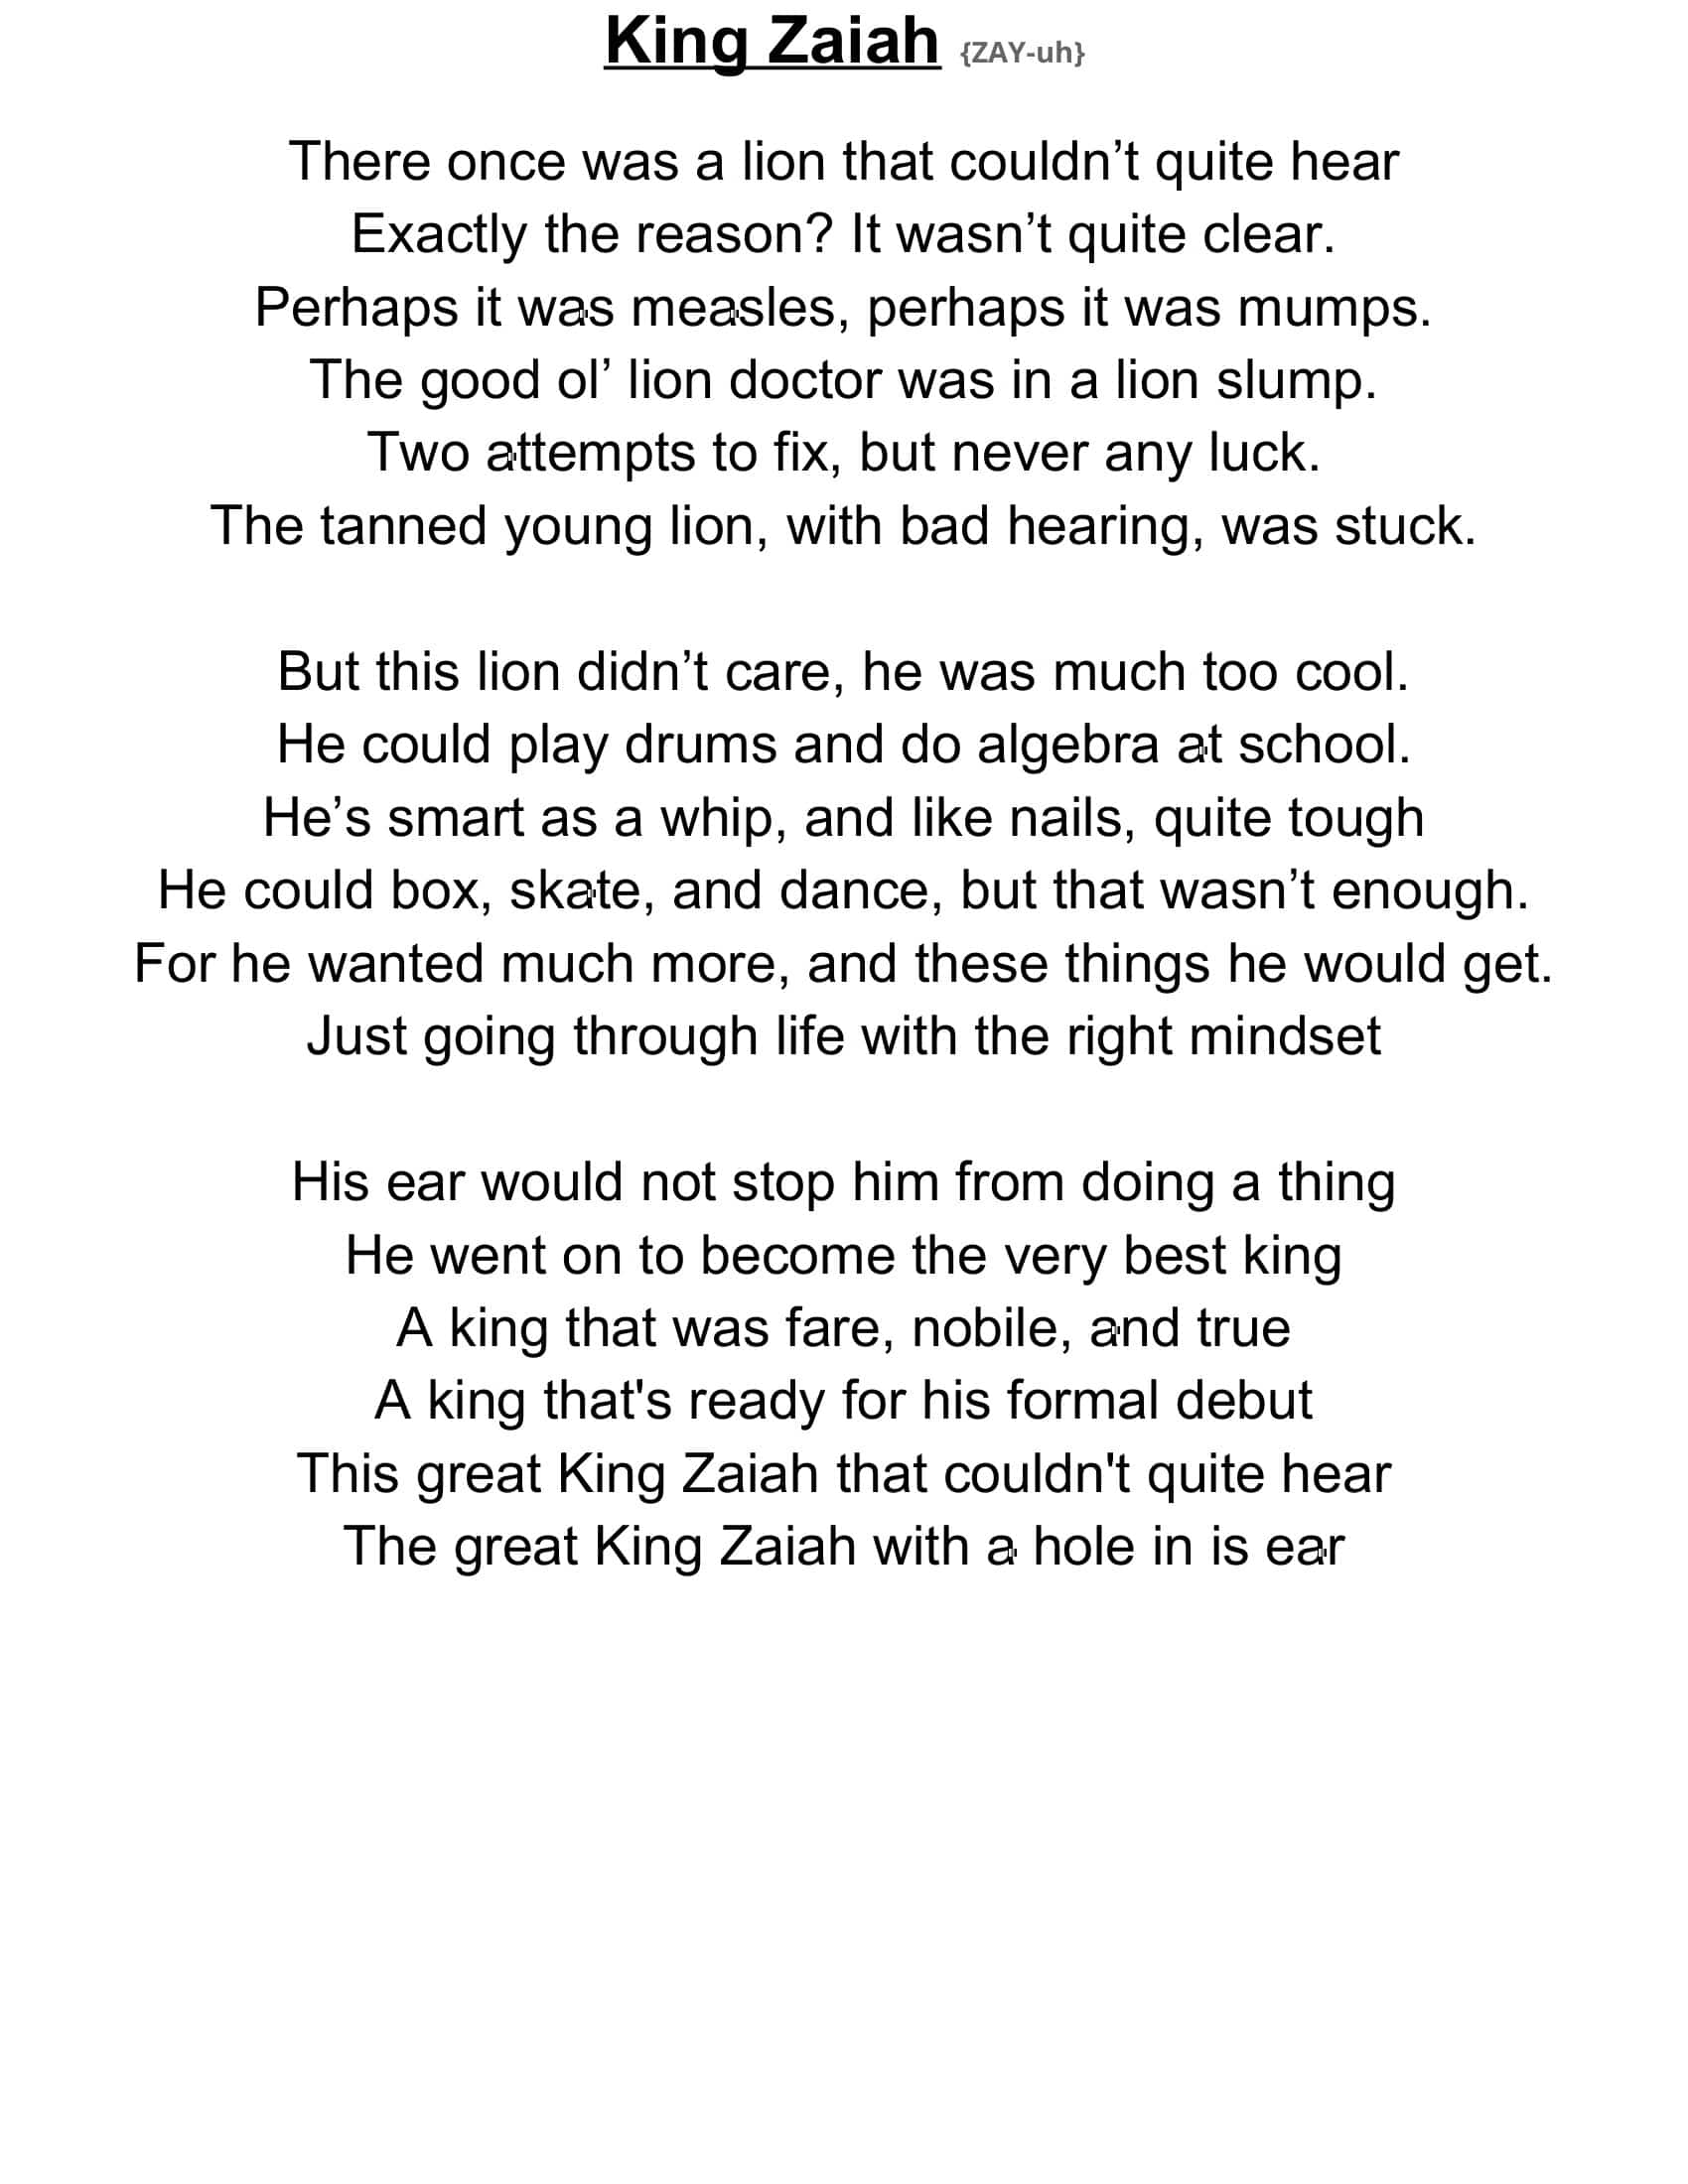 King Zaiah {ZAY-uh}
There once was a lion that couldn’t quite hear
Exactly the reason? It wasn’t quite clear.
Perhaps it was measles, perhaps it was mumps.
The good ol’ lion doctor was in a lion slump.
Two attempts to fix, but never any luck.
The tanned young lion, with bad hearing, was stuck.
But this lion didn’t care, he was much too cool.
He could play drums and do algebra at school.
He’s smart as a whip, and like nails, quite tough
He could box, skate, and dance, but that wasn’t enough.
For he wanted much more, and these things he would get.
Just going through life with the right mindset
His ear would not stop him from doing a thing
He went on to become the very best king
A king that was fare, nobile, and true
A king that's ready for his formal debut
This great King Zaiah that couldn't quite hear
The great King Zaiah with a hole in is ear